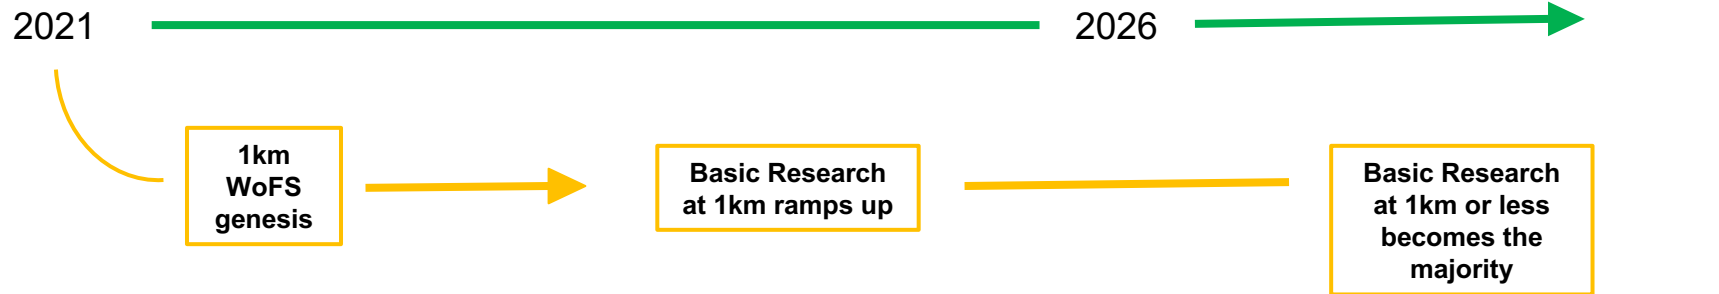 2021
2026
1km
WoFS
genesis
Basic Research
at 1km ramps up
Basic Research
at 1km or less
becomes the
majority